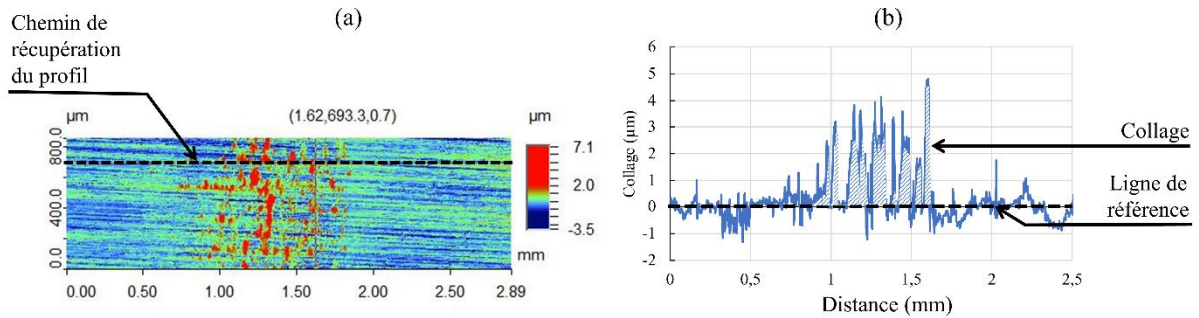 (a)
Chemin de
récupération
du profil
µm
(1.62,693.3,0.7)
µm
800.0
400.0
0.0
7.1
2.0
-3.5
mm
0.00 0.50 1.00 1.50 2.00 2.89
(b)
Collage (µm)
6
5
4
3
2
1
0
-1
-2
0 0,5 1 1,5 2 2,5
Distance (mm)
Collage
Ligne de
référence